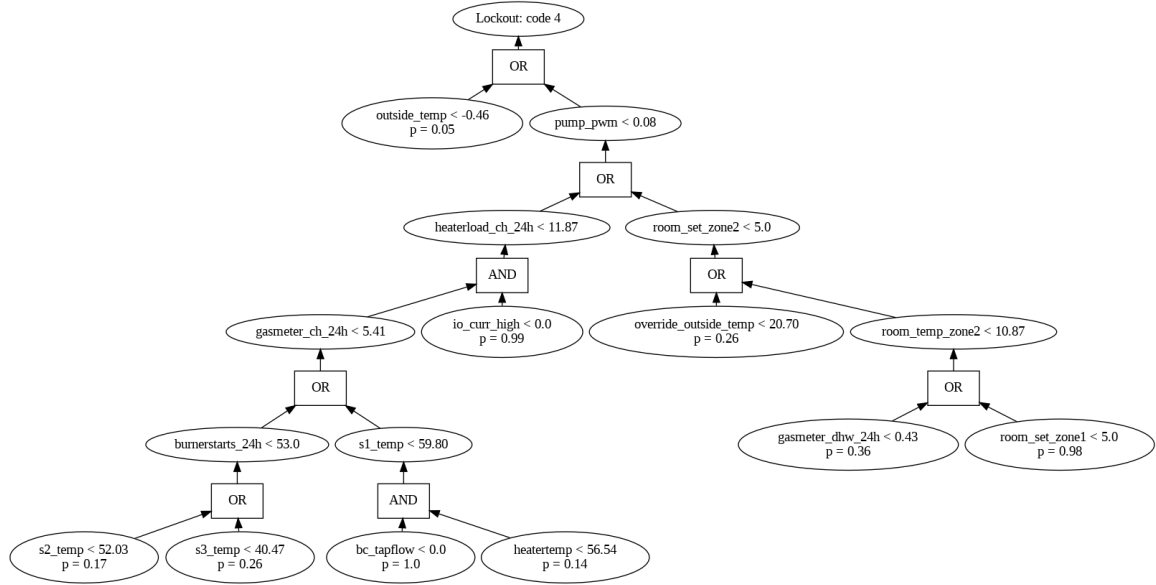 Lockout: code 4
OR
outside_temp < -0.46
p = 0.05
pump_pwm < 0.08
OR
heaterload_ch_24h < 11.87
room_set_zone2 < 5.0
AND
OR
gasmeter_ch_24h < 5.41
io_curr_high < 0.0
p = 0.99
override_outside_temp < 20.70
p = 0.26
room_temp_zone2 < 10.87
OR
OR
burnerstarts_24h < 53.0
s1_temp < 59.80
gasmeter_dhw_24h < 0.43
p = 0.36
room_set_zone1 < 5.0
p = 0.98
OR
AND
s2_temp < 52.03
p = 0.17
s3_temp < 40.47
p = 0.26
bc_tapflow < 0.0
p = 1.0
heatertemp < 56.54
p = 0.14